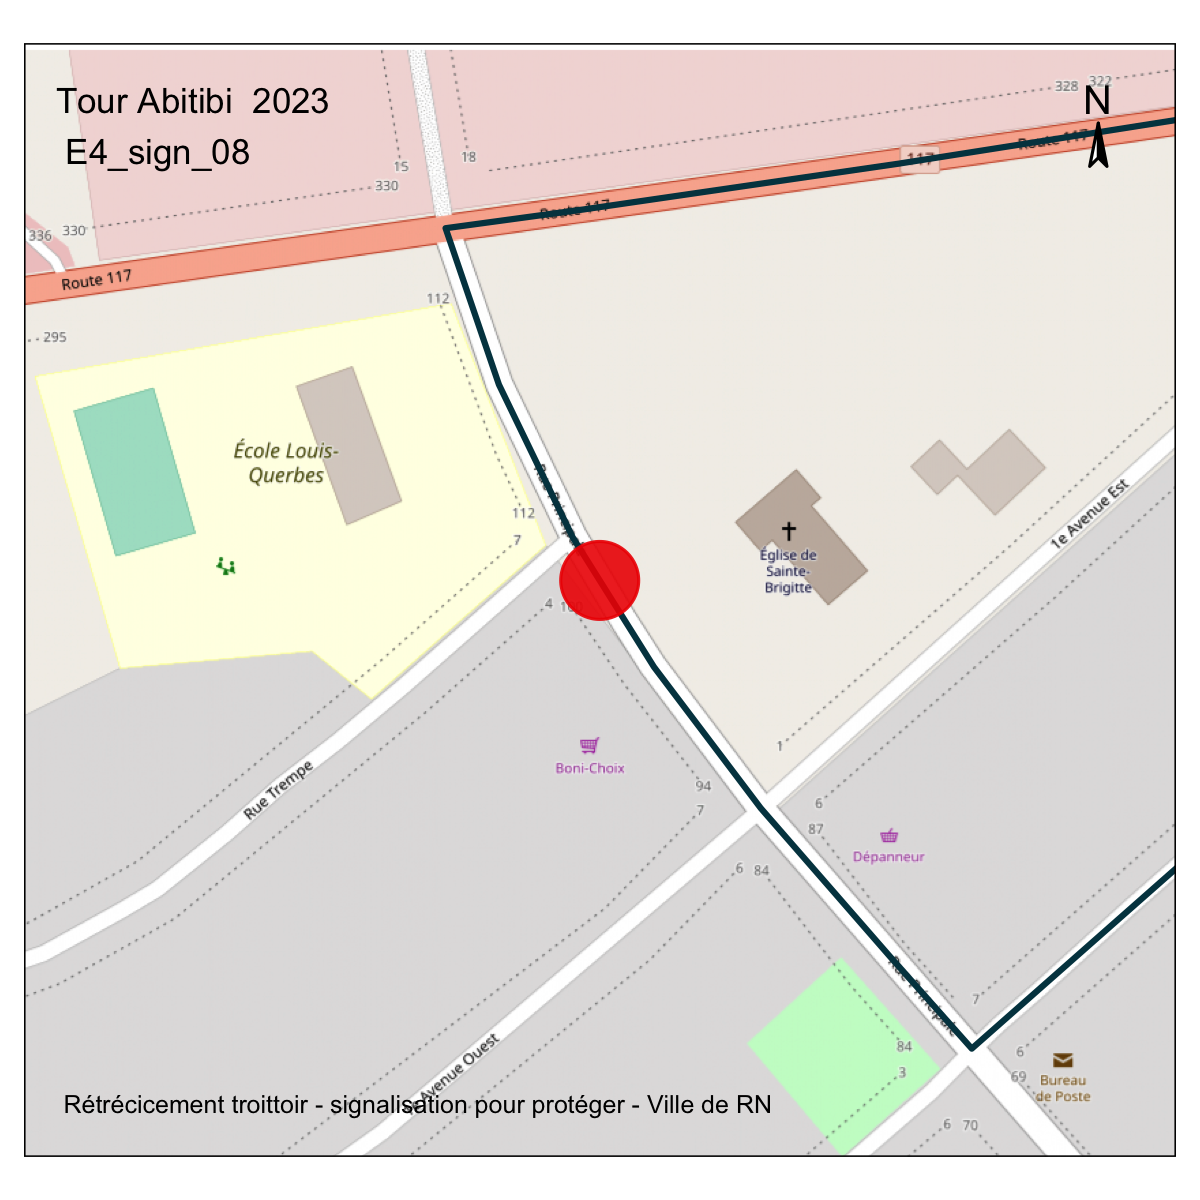 Tour Abitibi 2023
E4_sign_08
N
328
322
Route 117
117
15
18
330
Route 117
336
330
Route 117
112
295
École Louis-
Querbes
Rue Principale
1e Avenue Est
112
7
Église de
Sainte-
Brigitte
4
1
Boni-Choix
94
7
6
87
Rue Trempe
Dépanneur
6
84
Rue Principale
7
84
3
6
69
Bureau
de Poste
Avenue Ouest
Rétrécicement troittoir - signalisation pour protéger - Ville de RN
6
70